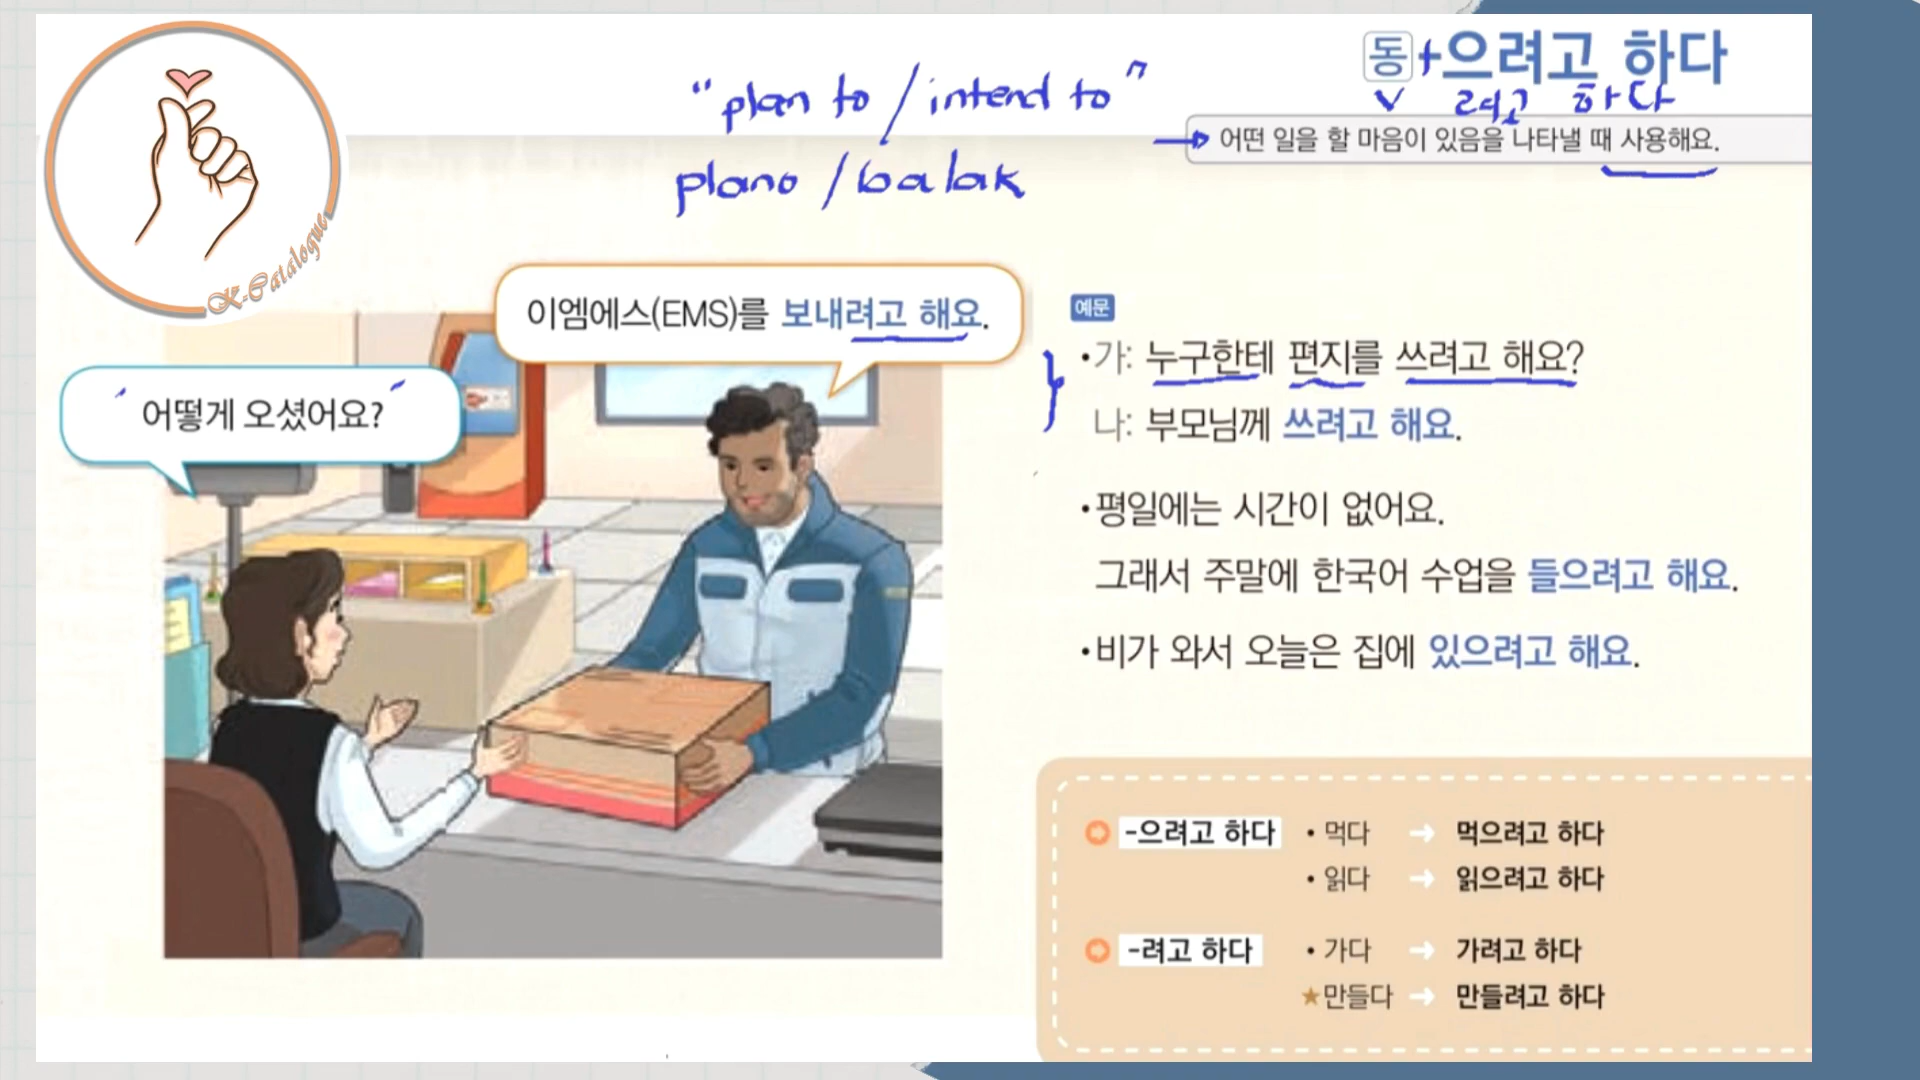 동+으려고 하다
V 려고 하다
"plan to / intend to"
어떤 일을 할 마음이 있음을 나타낼 때 사용해요.
plano / balak
K-Catalogue
이엠에스(EMS)를 보내려고 해요.
어떻게 오셨어요?
예문
•가: 누구한테 편지를 쓰려고 해요?
나: 부모님께 쓰려고 해요.
•평일에는 시간이 없어요.
그래서 주말에 한국어 수업을 들으려고 해요.
•비가 와서 오늘은 집에 있으려고 해요.
-으려고 하다 • 먹다 → 먹으려고 하다
• 읽다 → 읽으려고 하다
-려고 하다 • 가다 → 가려고 하다
★만들다 → 만들려고 하다